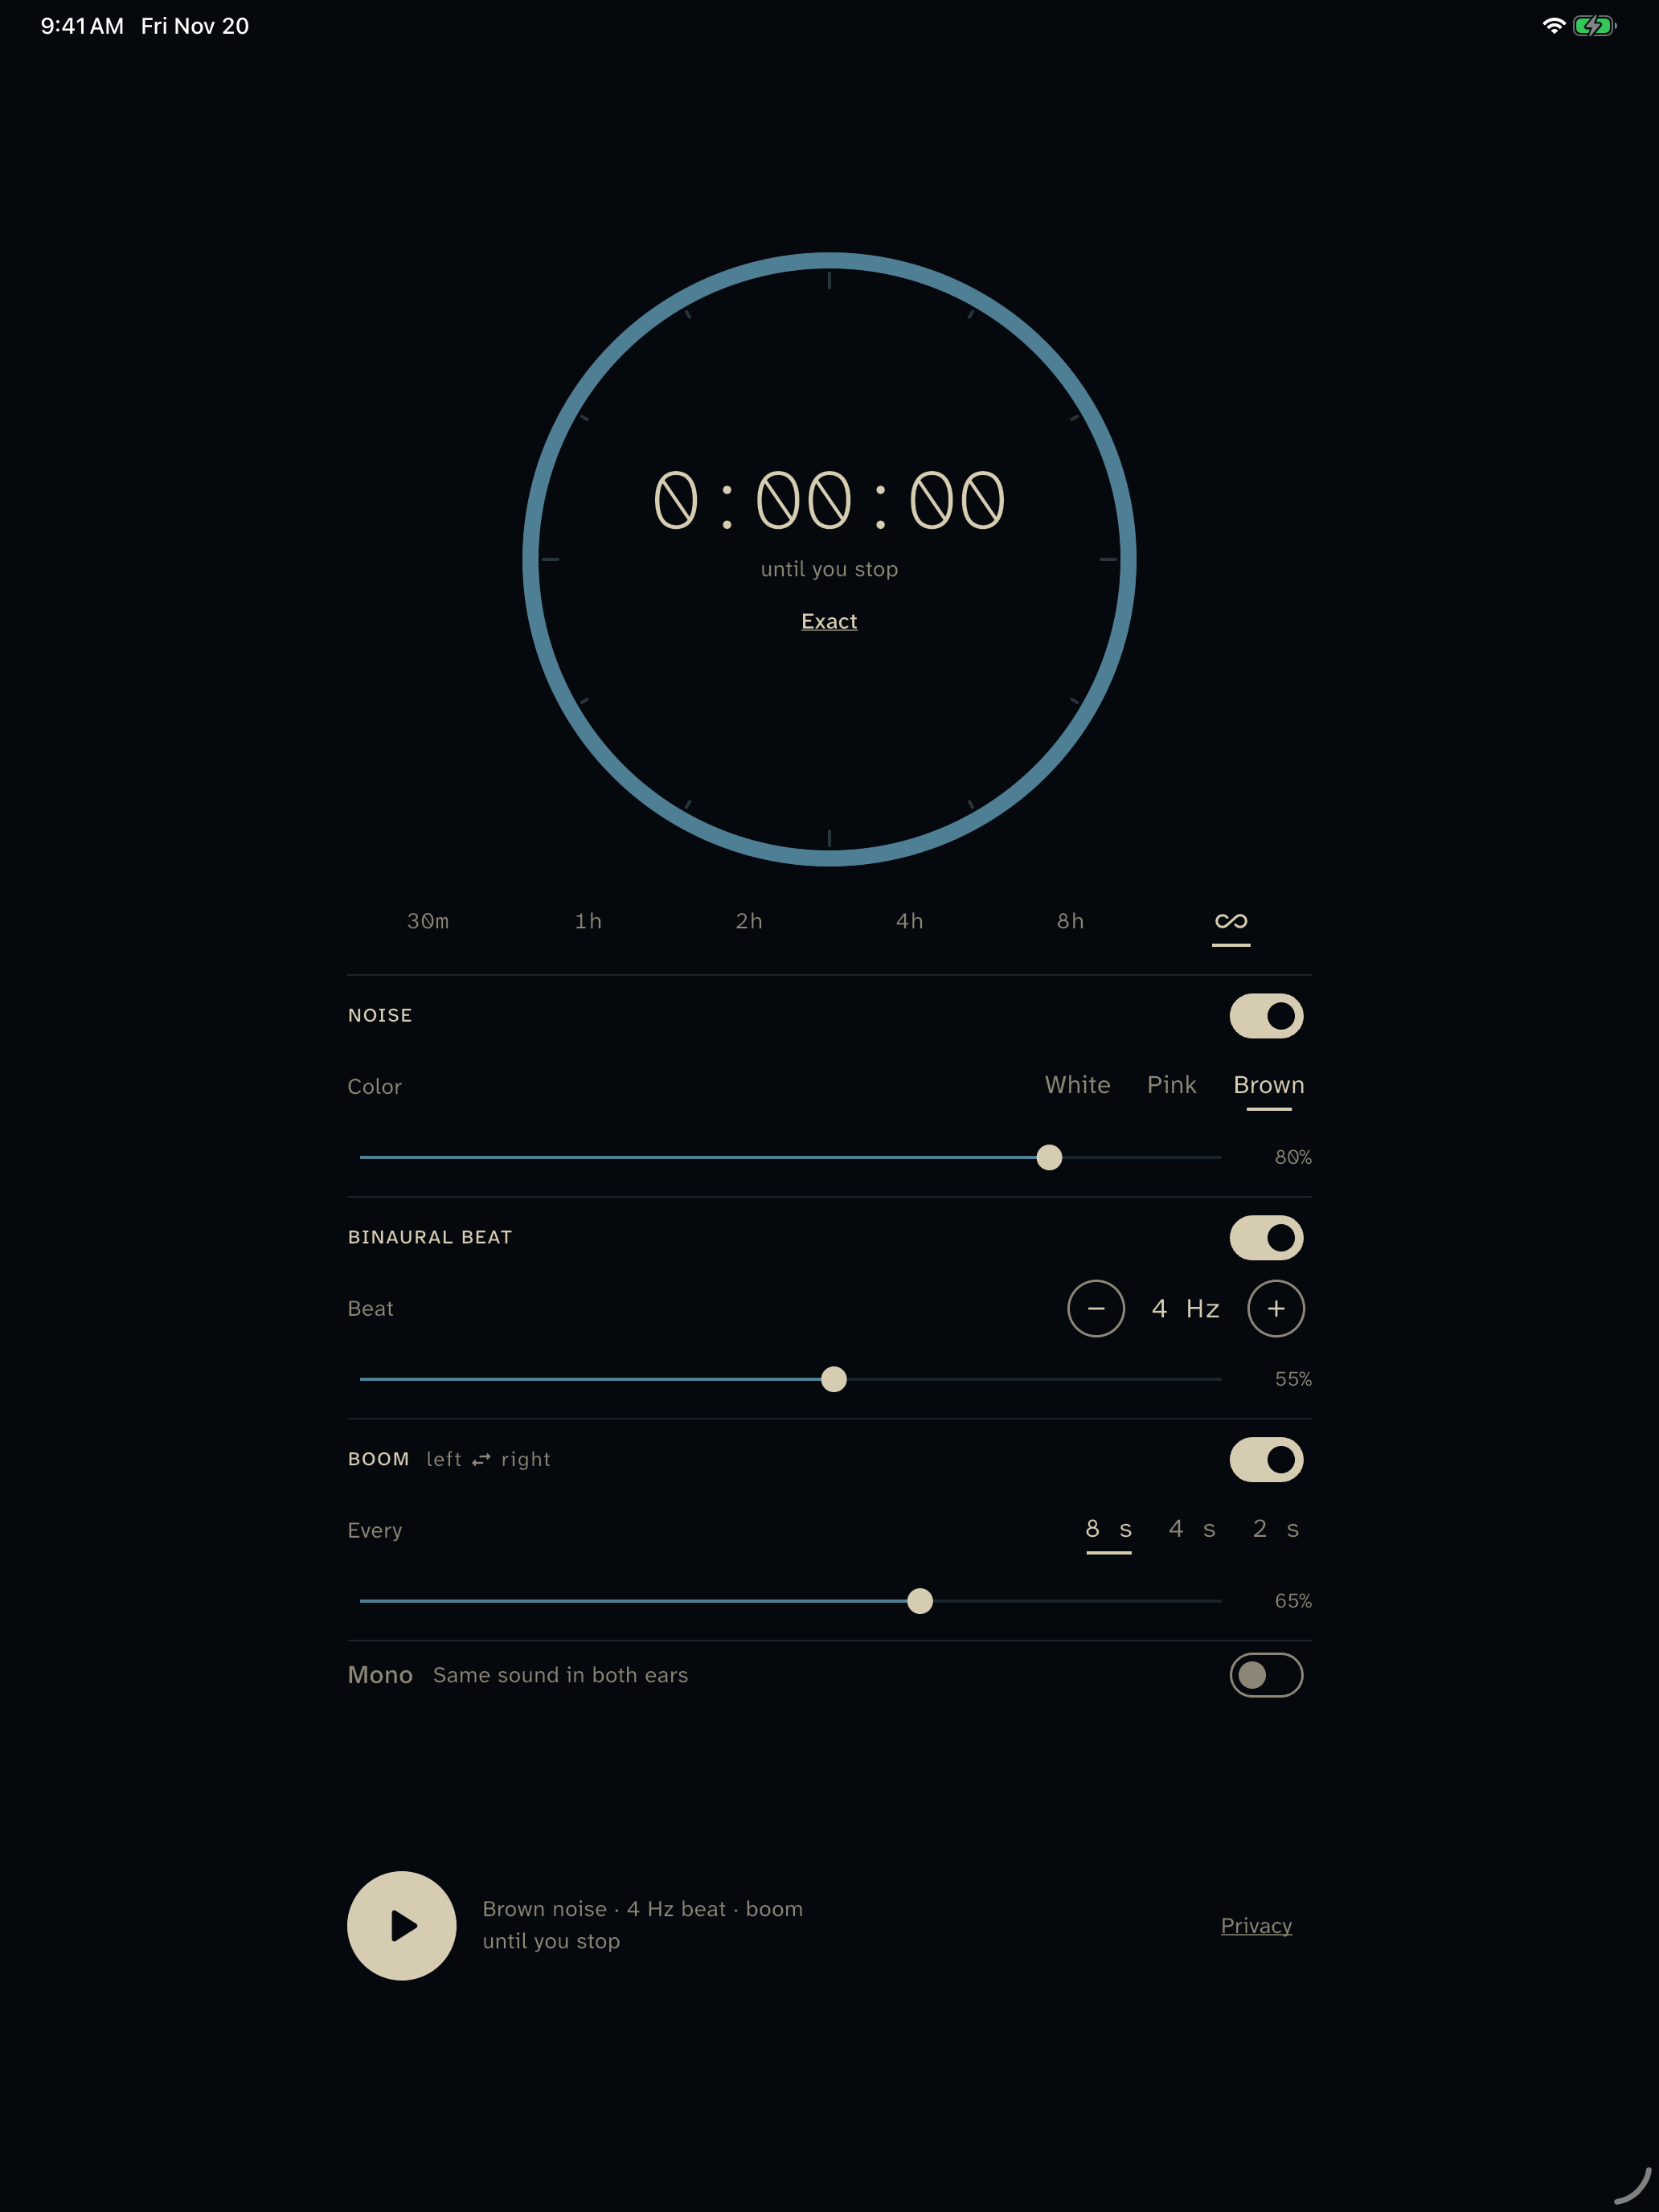 9:41 AM Fri Nov 20
0:00:00
until you stop
Exact
30m 1h 2h 4h 8h ∞
NOISE
Color White Pink Brown
80%
BINAURAL BEAT
Beat − 4 Hz +
55%
BOOM left ⇄ right
Every 8 s 4 s 2 s
65%
Mono Same sound in both ears
Brown noise · 4 Hz beat · boom
until you stop
Privacy